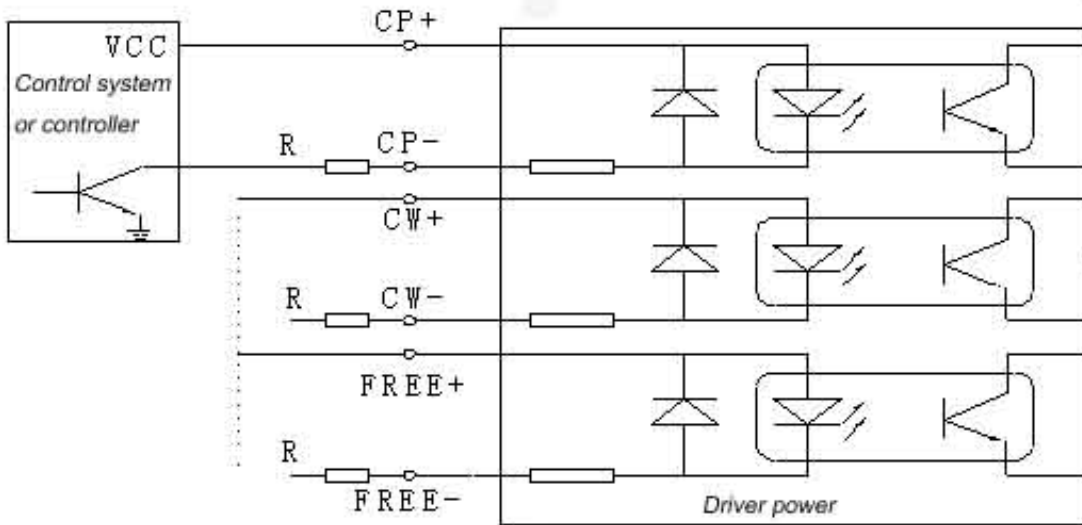 CP+
VCC
Control system
or controller
R
CP-
CW+
R
CW-
FREE+
R
FREE-
Driver power